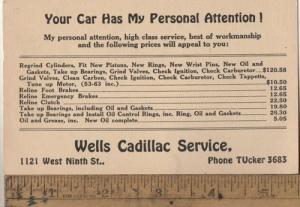 Your Car Has My Personal Attention!
My personal attention, high class service, best of workmanship
and the following prices will appeal to you:
Regrind Cylinders, Fit New Pistons, New Rings, New Wrist Pins, New Oil and
Gaskets, Take up Bearings, Grind Valves, Check Ignition, Check Carburetor...$120.58
Grind Valves, Clean Carbon, Check Ignition, Check Carburetor, Check Tappetts,
Tune up Motor, (53-63 inc.) $10.50
Reline Foot Brakes 12.65
Reline Emergency Brakes 12.65
Reline Clutch 22.50
Take up Bearings, including Oil and Gaskets 19.80
Take up Bearings and Install Oil Control Rings, inc. Ring, Oil and Gaskets 26.30
Oil and Grease, inc. New Oil complete 5.05
Wells Cadillac Service,
1121 West Ninth St., Phone TUcker 3683
1 2 3 4 5